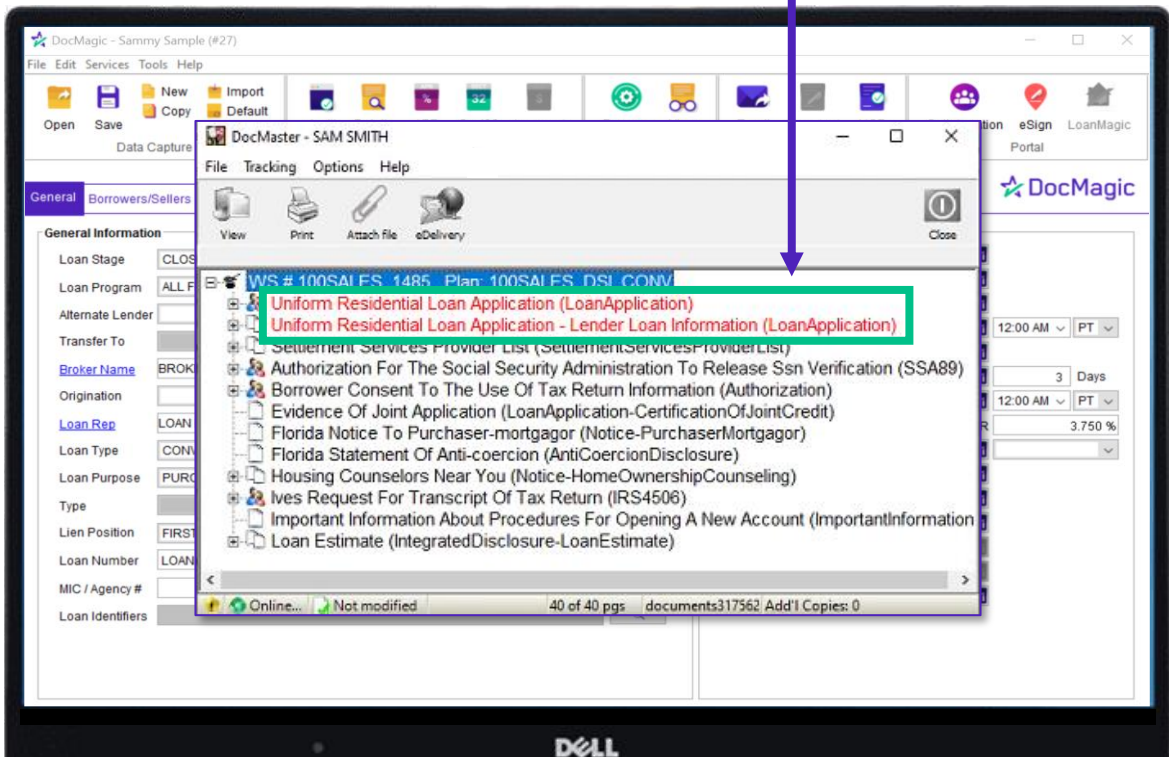 DocMagic - Sammy Sample (#27)
File Edit Services Tools Help
New Import
Copy Default
Open Save
Data Capture
% 32 $
tion eSign LoanMagic
Portal
DocMaster - SAM SMITH
File Tracking Options Help
View Print Attach file eDelivery Close
General Borrowers/Sellers
DocMagic
General Information
Loan Stage CLOS
Loan Program ALL F
Alternate Lender
Transfer To
Broker Name BROK
Origination
Loan Rep LOAN
Loan Type CONV
Loan Purpose PURC
Type
Lien Position FIRST
Loan Number LOAN
MIC / Agency #
Loan Identifiers
WS # 100SALES_1485 Plan: 100SALES_DSI_CONV
Uniform Residential Loan Application (LoanApplication)
Uniform Residential Loan Application - Lender Loan Information (LoanApplication)
Settlement Services Provider List (SettlementServicesProviderList)
Authorization For The Social Security Administration To Release Ssn Verification (SSA89)
Borrower Consent To The Use Of Tax Return Information (Authorization)
Evidence Of Joint Application (LoanApplication-CertificationOfJointCredit)
Florida Notice To Purchaser-mortgagor (Notice-PurchaserMortgagor)
Florida Statement Of Anti-coercion (AntiCoercionDisclosure)
Housing Counselors Near You (Notice-HomeOwnershipCounseling)
Ives Request For Transcript Of Tax Return (IRS4506)
Important Information About Procedures For Opening A New Account (ImportantInformation
Loan Estimate (IntegratedDisclosure-LoanEstimate)
Online... Not modified 40 of 40 pgs documents317562 Add'l Copies: 0
12:00 AM PT
3 Days
12:00 AM PT
R 3.750 %
DELL